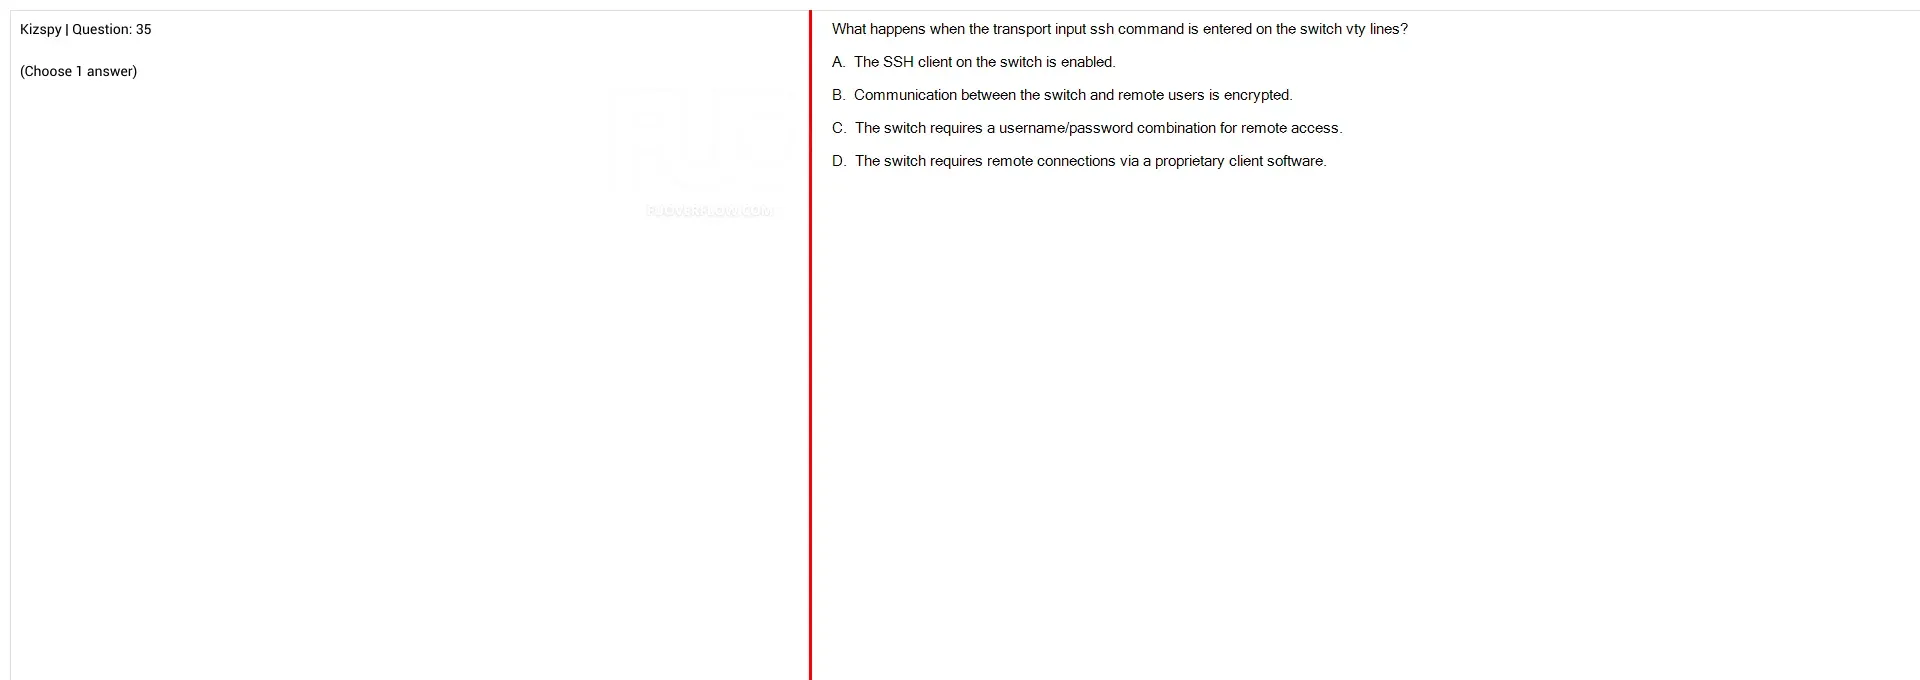 Kizspy | Question: 35
(Choose 1 answer)
FUOVERFLOW.COM
What happens when the transport input ssh command is entered on the switch vty lines?
A. The SSH client on the switch is enabled.
B. Communication between the switch and remote users is encrypted.
C. The switch requires a username/password combination for remote access.
D. The switch requires remote connections via a proprietary client software.